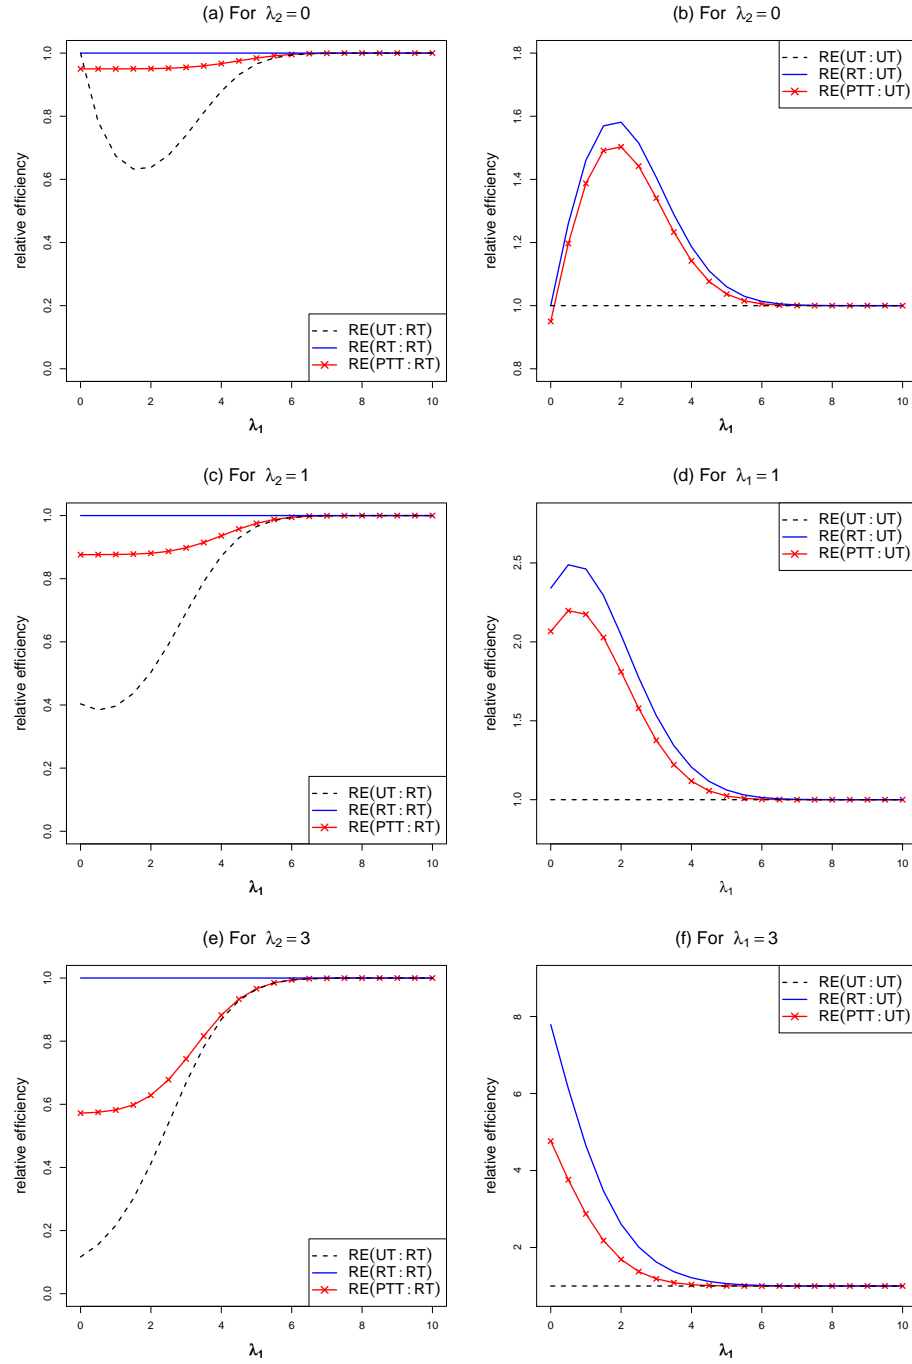 (a) For λ₂ = 0
relative efficiency
1.0
0.8
0.6
0.4
0.2
0.0
RE(UT : RT)
RE(RT : RT)
RE(PTT : RT)
0 2 4 6 8 10
λ₁
(b) For λ₂ = 0
relative efficiency
1.8
1.6
1.4
1.2
1.0
0.8
RE(UT : UT)
RE(RT : UT)
RE(PTT : UT)
0 2 4 6 8 10
λ₁
(c) For λ₂ = 1
relative efficiency
1.0
0.8
0.6
0.4
0.2
0.0
RE(UT : RT)
RE(RT : RT)
RE(PTT : RT)
0 2 4 6 8 10
λ₁
(d) For λ₁ = 1
relative efficiency
2.5
2.0
1.5
1.0
RE(UT : UT)
RE(RT : UT)
RE(PTT : UT)
0 2 4 6 8 10
λ₁
(e) For λ₂ = 3
relative efficiency
1.0
0.8
0.6
0.4
0.2
0.0
RE(UT : RT)
RE(RT : RT)
RE(PTT : RT)
0 2 4 6 8 10
λ₁
(f) For λ₁ = 3
relative efficiency
8
6
4
2
RE(UT : UT)
RE(RT : UT)
RE(PTT : UT)
0 2 4 6 8 10
λ₁